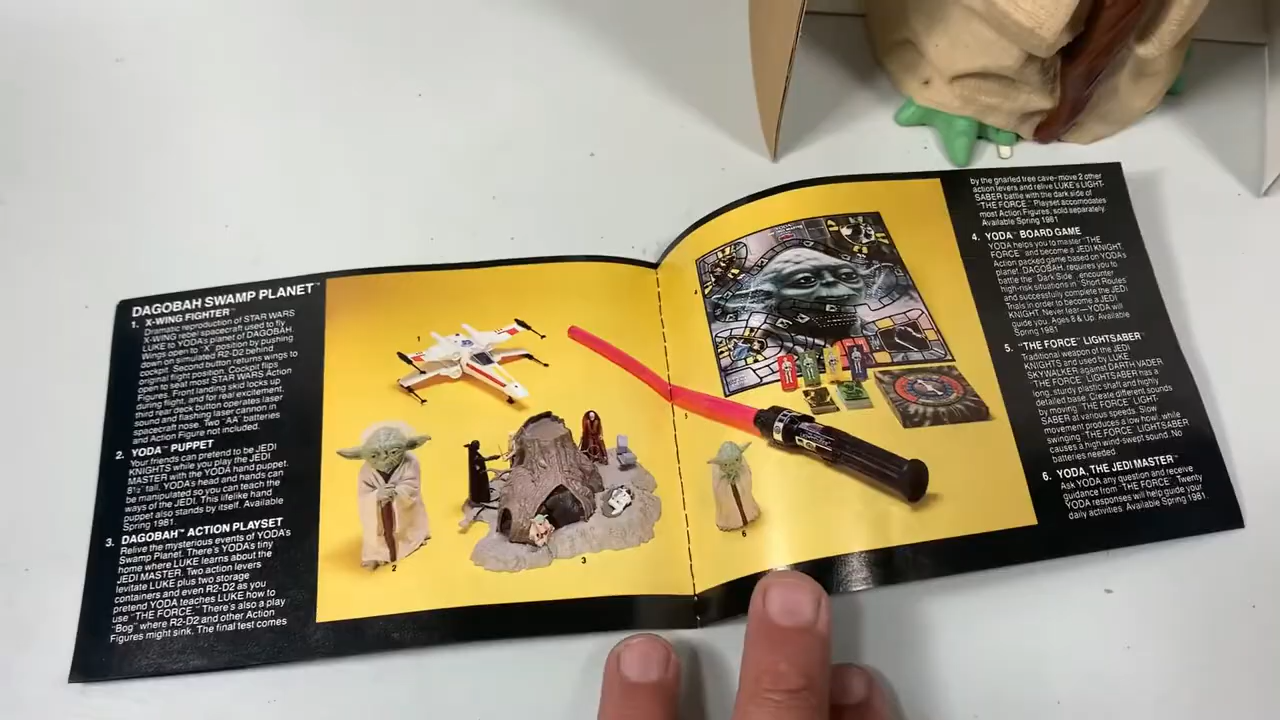 DAGOBAH SWAMP PLANET™
1. X-WING FIGHTER™
Dramatic reproduction of STAR WARS
X-WING rebel spacecraft used to fly
LUKE to YODA's planet of DAGOBAH.
Wings open to "X" position by pushing
down on simulated R2-D2 behind
cockpit. Second button returns wings to
original flight position. Cockpit flips
open to seat most STAR WARS Action
Figures. Front landing skid locks up
during flight, and for real excitement,
third rear deck button operates laser
sound and flashing laser cannon in
spacecraft nose. Two "AA" batteries
and Action Figure not included.
2. YODA™ PUPPET
Your friends can pretend to be JEDI
KNIGHTS while you play the JEDI
MASTER with the YODA hand puppet.
8½" tall, YODA's head and hands can
be manipulated so you can teach the
ways of the JEDI. This lifelike hand
puppet also stands by itself. Available
Spring 1981.
3. DAGOBAH™ ACTION PLAYSET
Relive the mysterious events of YODA's
Swamp Planet. There's YODA's tiny
home where LUKE learns about the
JEDI MASTER. Two action levers
levitate LUKE plus two storage
containers and even R2-D2 as you
pretend YODA teaches LUKE how to
use "THE FORCE." There's also a play
"Bog" where R2-D2 and other Action
Figures might sink. The final test comes
1
2
3
4
5
6
by the gnarled tree cave-move 2 other
action levers and relive LUKE's LIGHT-
SABER battle with the dark side of
"THE FORCE." Playset accomodates
most Action Figures, sold separately.
Available Spring 1981.
4. YODA™ BOARD GAME
YODA helps you to master "THE
FORCE" and become a JEDI KNIGHT.
Action packed game based on YODA's
planet, DAGOBAH, requires you to
battle the "Dark Side", encounter
high-risk situations in "Short Routes"
and successfully complete the JEDI
Trials in order to become a JEDI
KNIGHT. Never fear—YODA will
guide you. Ages 8 & Up. Available
Spring 1981.
5. "THE FORCE" LIGHTSABER™
Traditional weapon of the JEDI
KNIGHTS and used by LUKE
SKYWALKER against DARTH VADER.
"THE FORCE" LIGHTSABER has a
long, sturdy plastic shaft and highly
detailed base. Create different sounds
by moving "THE FORCE" LIGHT-
SABER at various speeds. Slow
movement produces a low howl, while
swinging "THE FORCE" LIGHTSABER
causes a high wind-swept sound. No
batteries needed.
6. YODA, THE JEDI MASTER™
Ask YODA any question and receive
guidance from "THE FORCE." Twenty
YODA responses will help guide your
daily activities. Available Spring 1981.